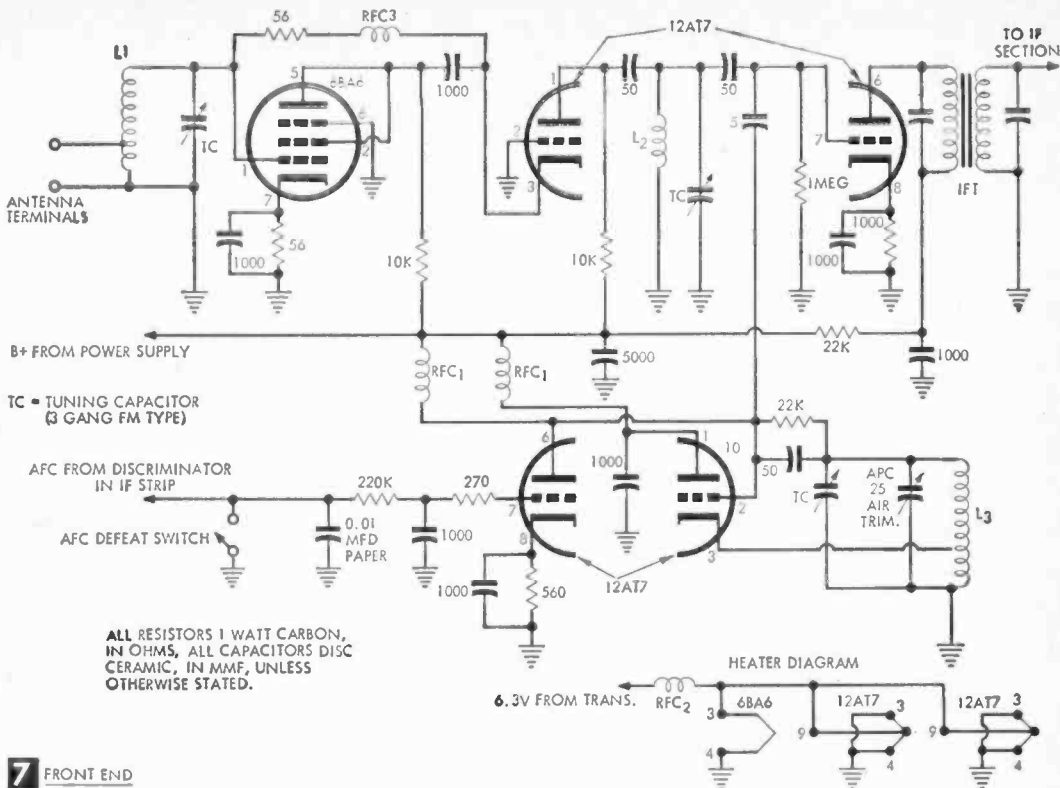 56
RFC3
12AT7
TO IF
SECTION
L1
5
6BA6
6
2
1
7
TC
ANTENNA
TERMINALS
1000
56
1000
10K
1
2
3
50
L2
TC
50
5
10K
1MEG
6
7
8
1000
1000
IFT
B+ FROM POWER SUPPLY
RFC1
RFC1
5000
22K
1000
TC = TUNING CAPACITOR
(3 GANG FM TYPE)
AFC FROM DISCRIMINATOR
IN IF STRIP
AFC DEFEAT SWITCH
220K
270
0.01
MFD
PAPER
1000
6
7
8
1000
560
1000
1
10
2
3
12AT7
22K
50
TC
APC
25
AIR
TRIM.
L3
ALL RESISTORS 1 WATT CARBON,
IN OHMS, ALL CAPACITORS DISC
CERAMIC, IN MMF, UNLESS
OTHERWISE STATED.
HEATER DIAGRAM
6.3V FROM TRANS.
RFC2
6BA6
3
4
12AT7
3
9
4
12AT7
3
9
4
7 FRONT END